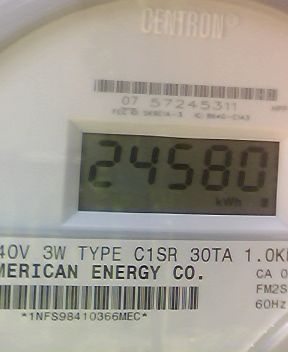 CENTRON®
07 57245311
24580
kWh
40V 3W TYPE C1SR 30TA 1.0K
MERICAN ENERGY CO.
CA 0
FM2S
60Hz
*1NFS98410366MEC*